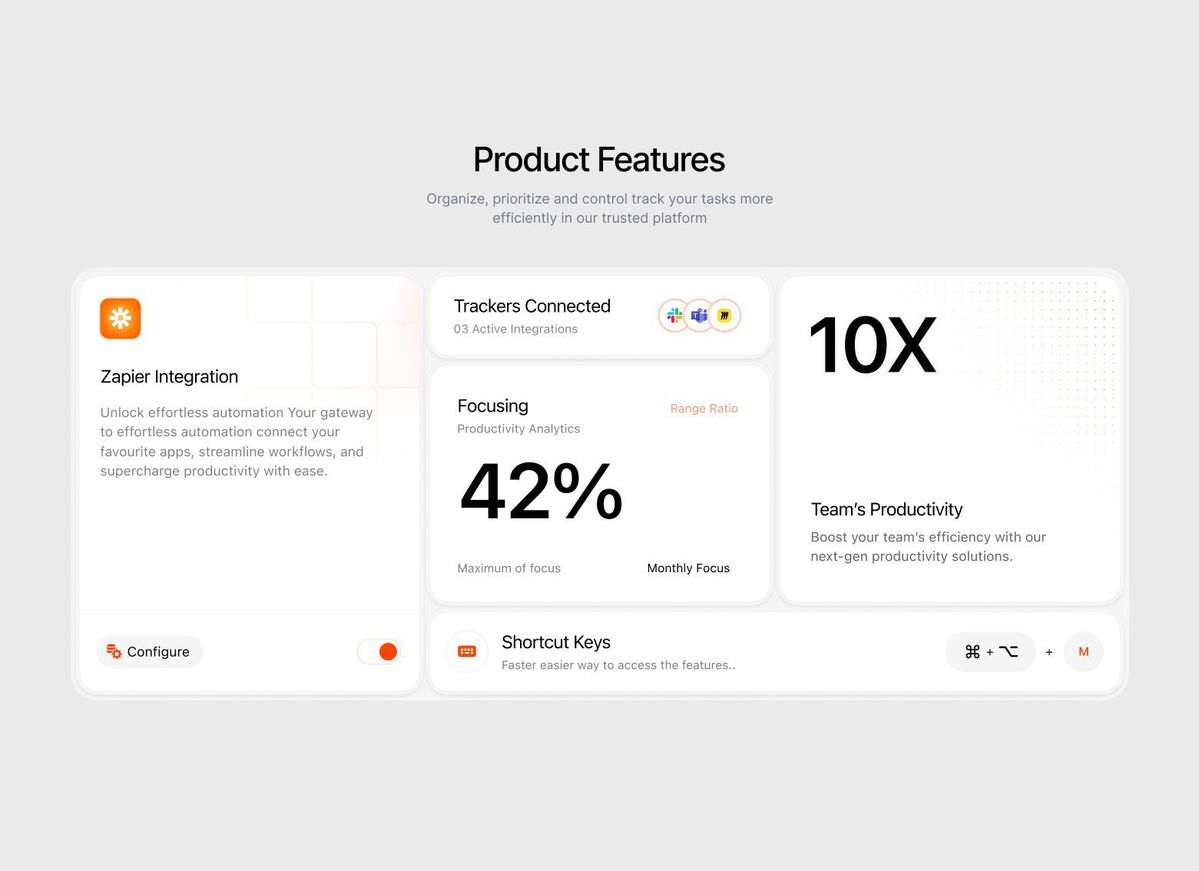 Product Features
Organize, prioritize and control track your tasks more
efficiently in our trusted platform
Zapier Integration
Unlock effortless automation Your gateway
to effortless automation connect your
favourite apps, streamline workflows, and
supercharge productivity with ease.
Configure
Trackers Connected
03 Active Integrations
Focusing
Range Ratio
Productivity Analytics
42%
Maximum of focus
Monthly Focus
10X
Team’s Productivity
Boost your team’s efficiency with our
next-gen productivity solutions.
Shortcut Keys
Faster easier way to access the features..
⌘ + ⌥ + M